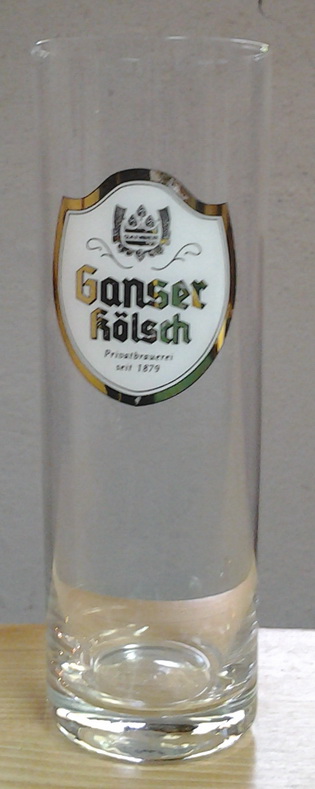 Ganser
Kölsch
Privatbrauerei
seit 1879